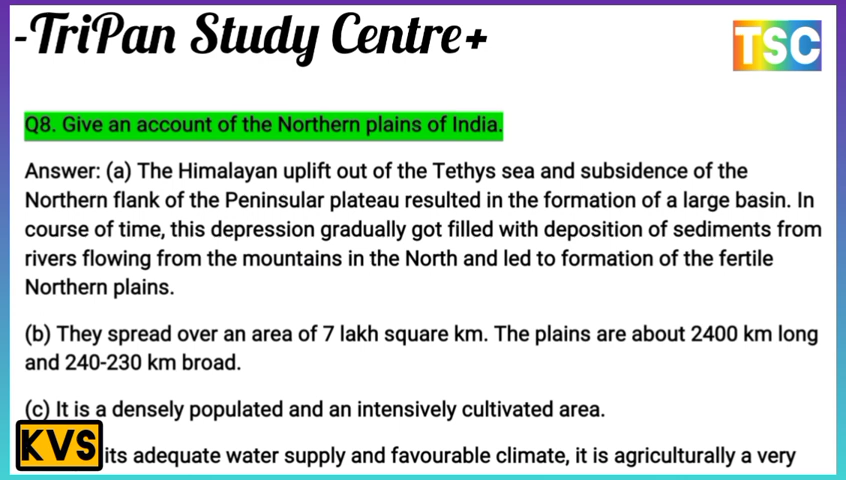 -TriPan Study Centre+
TSC
Q8. Give an account of the Northern plains of India.
Answer: (a) The Himalayan uplift out of the Tethys sea and subsidence of the
Northern flank of the Peninsular plateau resulted in the formation of a large basin. In
course of time, this depression gradually got filled with deposition of sediments from
rivers flowing from the mountains in the North and led to formation of the fertile
Northern plains.
(b) They spread over an area of 7 lakh square km. The plains are about 2400 km long
and 240-230 km broad.
(c) It is a densely populated and an intensively cultivated area.
KVS
its adequate water supply and favourable climate, it is agriculturally a very